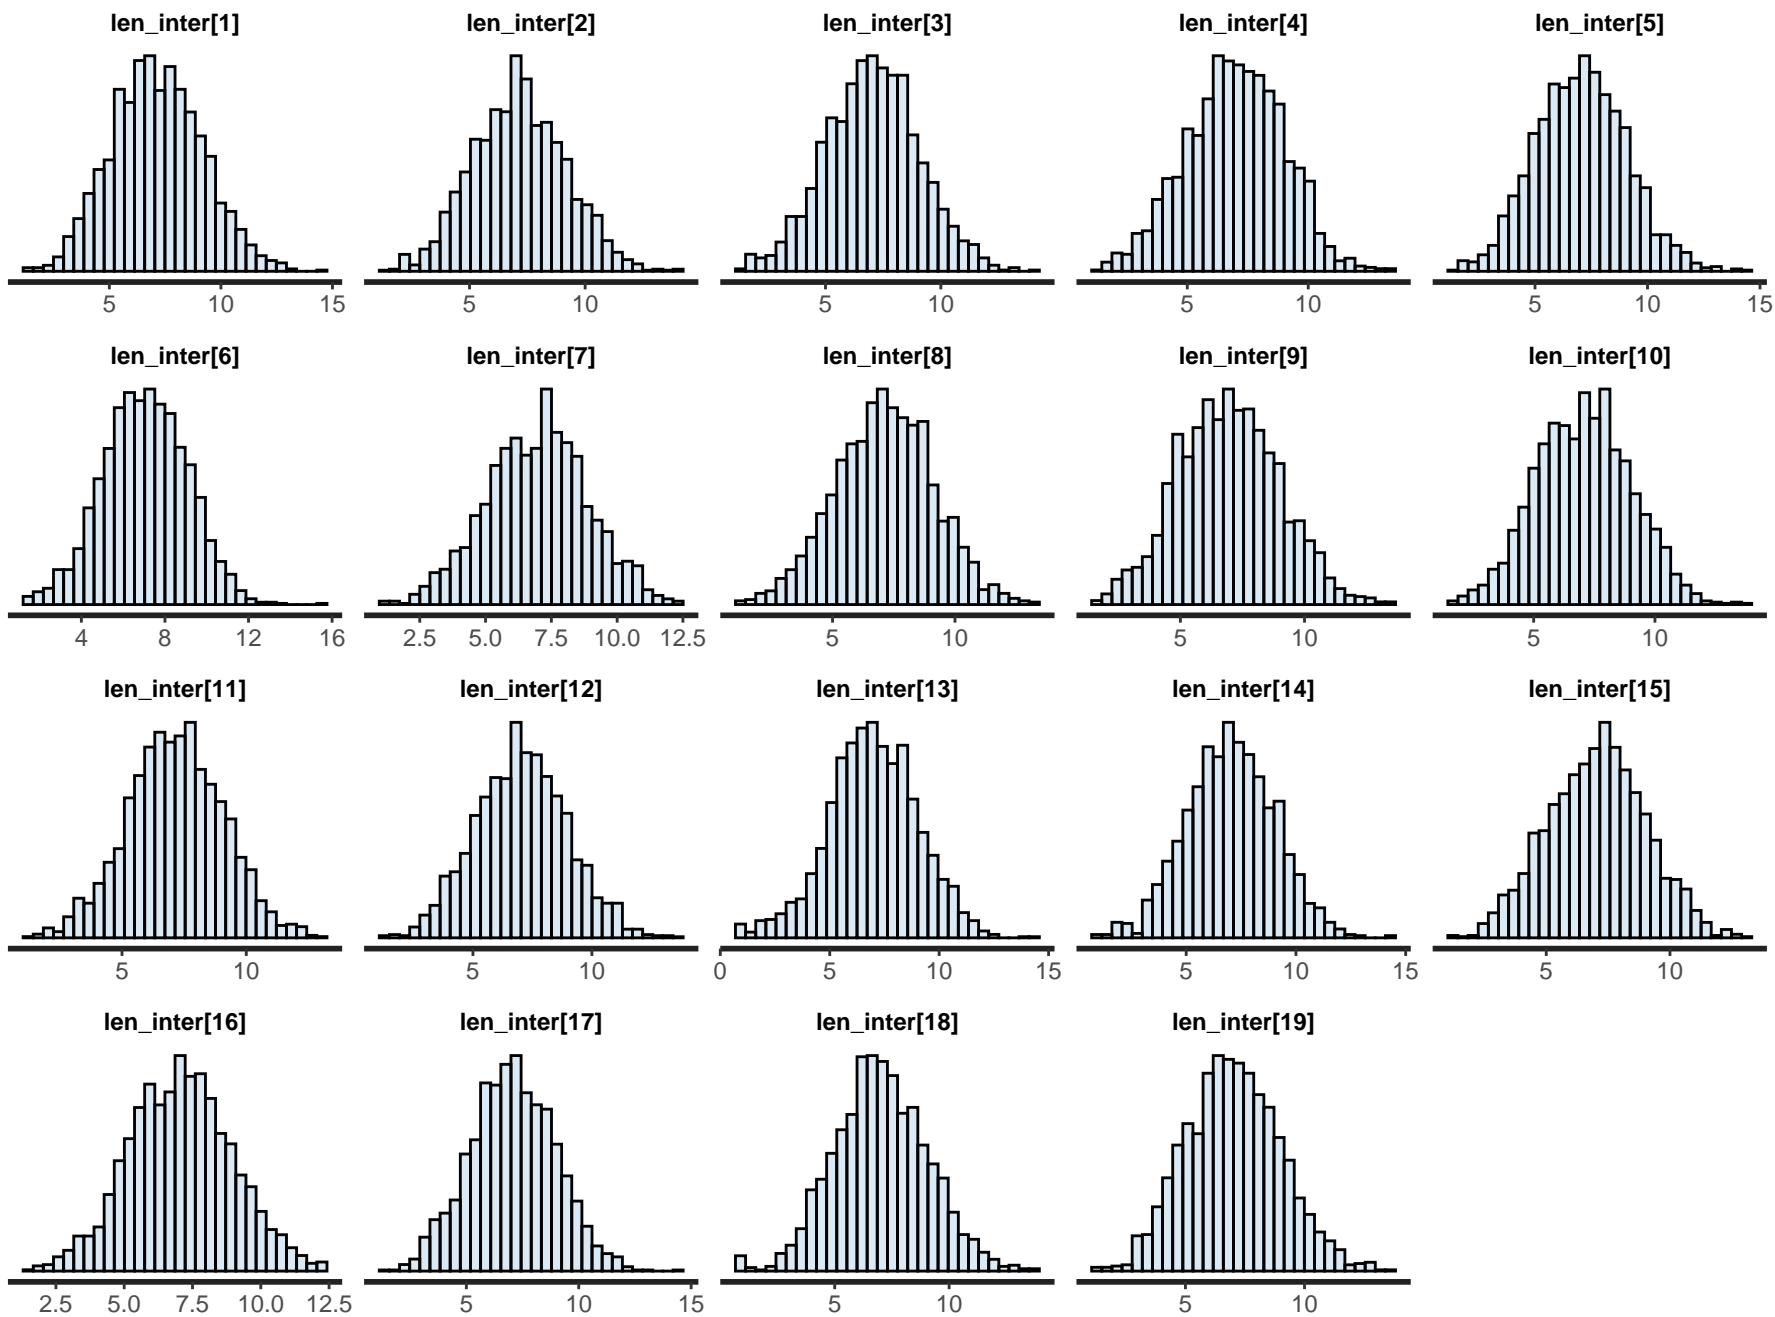 len_inter[1] len_inter[2] len_inter[3] len_inter[4] len_inter[5]
5 10 15 5 10 5 10 5 10 5 10 15
len_inter[6] len_inter[7] len_inter[8] len_inter[9] len_inter[10]
4 8 12 16 2.5 5.0 7.5 10.0 12.5 5 10 5 10 5 10
len_inter[11] len_inter[12] len_inter[13] len_inter[14] len_inter[15]
5 10 5 10 0 5 10 15 5 10 15 5 10
len_inter[16] len_inter[17] len_inter[18] len_inter[19]
2.5 5.0 7.5 10.0 12.5 5 10 15 5 10 5 10